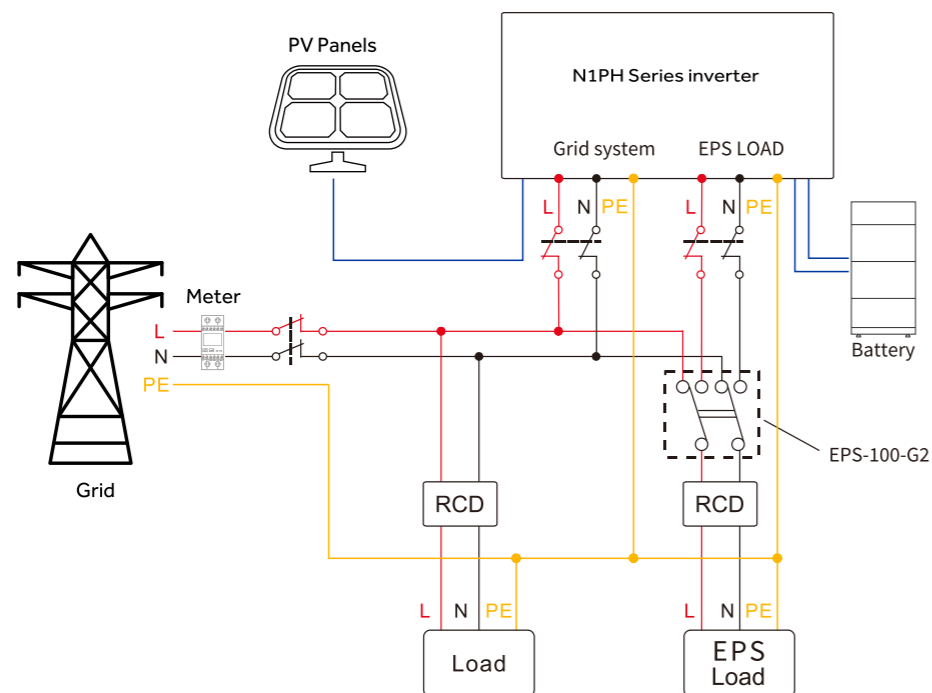 PV Panels
N1PH Series inverter
Grid system
EPS LOAD
L
N
PE
L
N
PE
Meter
L
N
PE
Battery
EPS-100-G2
Grid
RCD
RCD
L
N
PE
L
N
PE
Load
EPS
Load